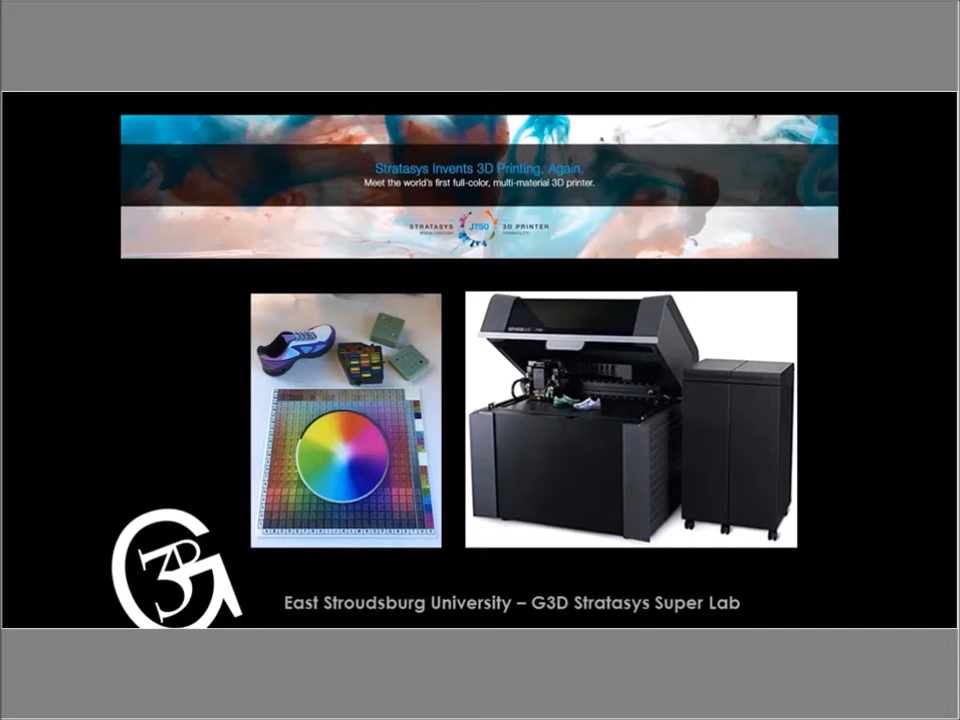 Stratasys Invents 3D Printing. Again.
Meet the world's first full-color, multi-material 3D printer.
STRATASYS
J750
3D PRINTER
G3D
East Stroudsburg University – G3D Stratasys Super Lab